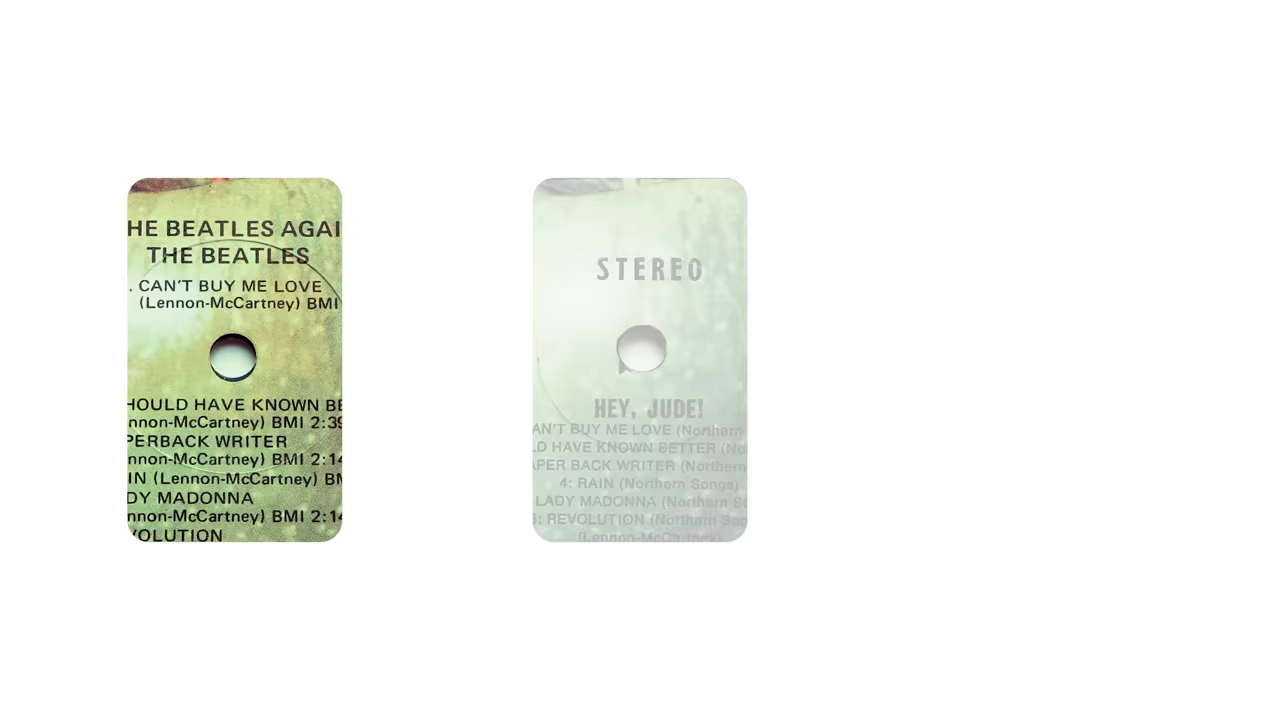 HE BEATLES AGAI
THE BEATLES
. CAN'T BUY ME LOVE
(Lennon-McCartney) BMI
HOULD HAVE KNOWN BE
nnon-McCartney) BMI 2:39
PERBACK WRITER
nnon-McCartney) BMI 2:14
IN (Lennon-McCartney) BM
DY MADONNA
nnon-McCartney) BMI 2:14
VOLUTION
STEREO
HEY, JUDE!
AN'T BUY ME LOVE (Northern
LD HAVE KNOWN BETTER (No
APER BACK WRITER (Northern
4: RAIN (Northern Songs)
LADY MADONNA (Northern S
6: REVOLUTION (Northam Son
(Lennon-McCartney)